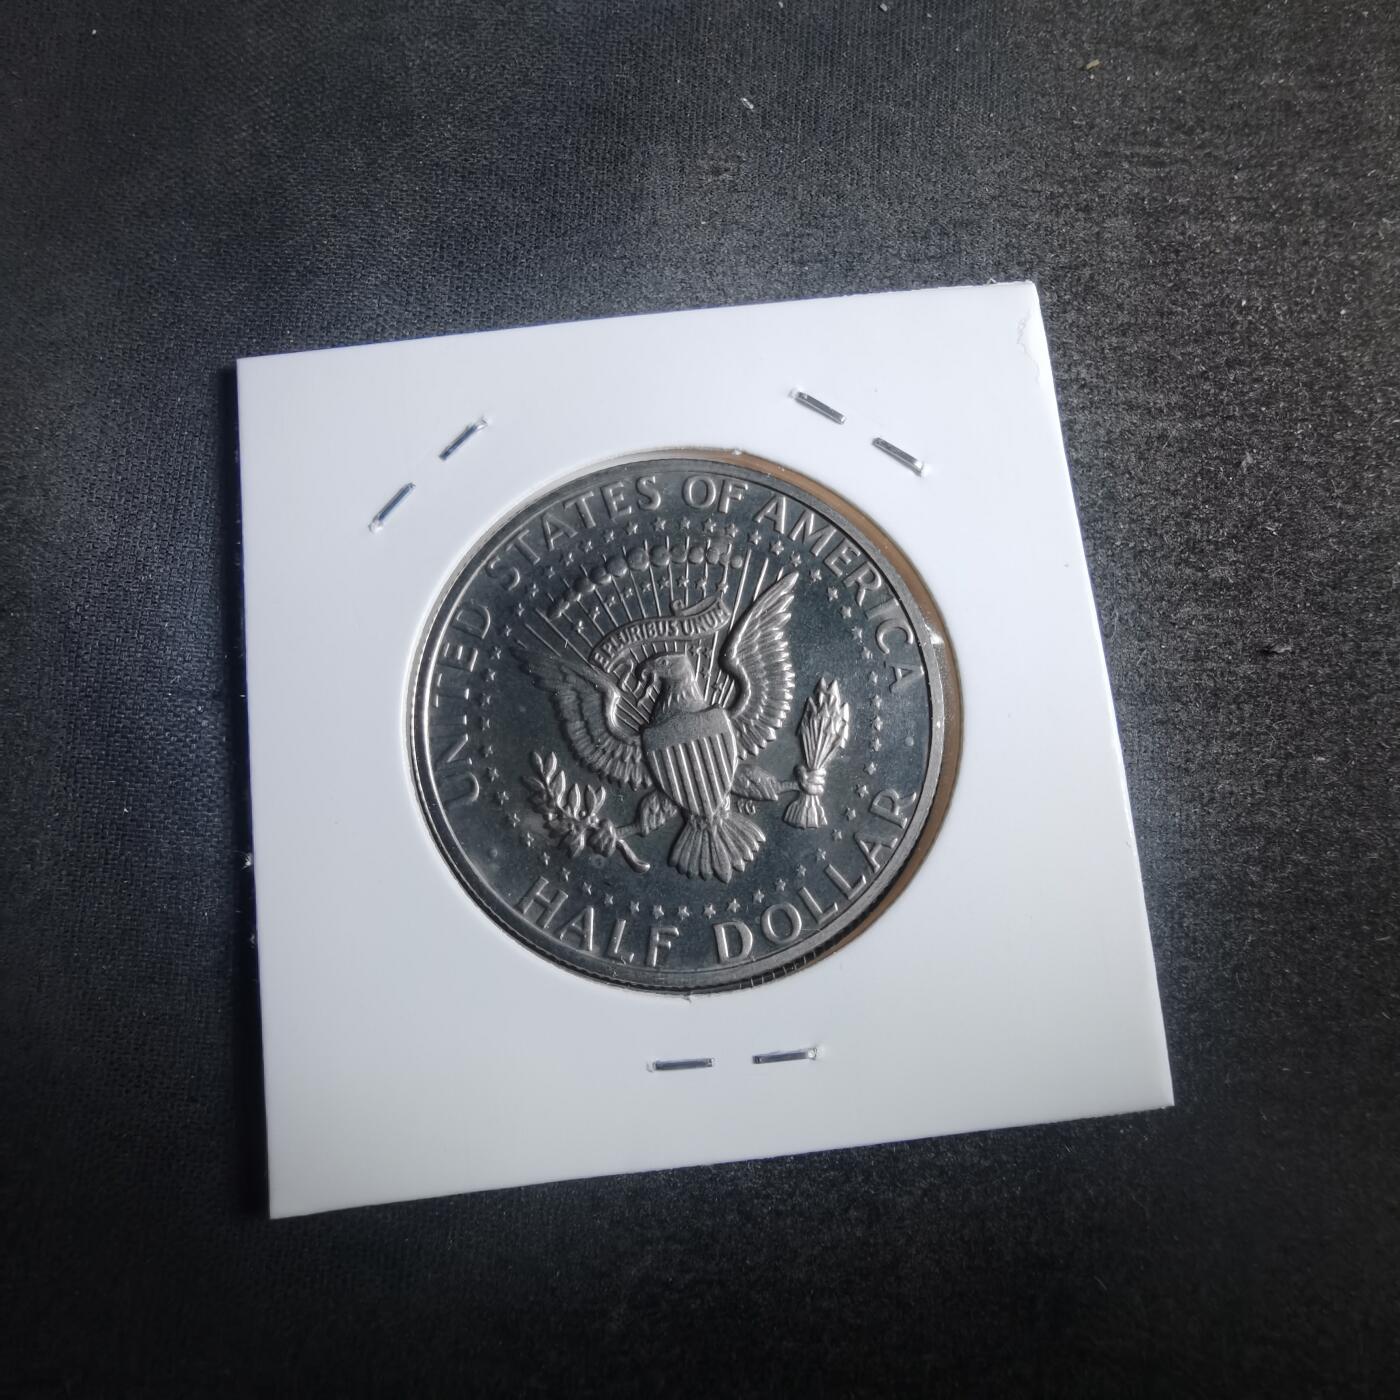 UNITED STATES OF AMERICA
E PLURIBUS UNUM
HALF DOLLAR